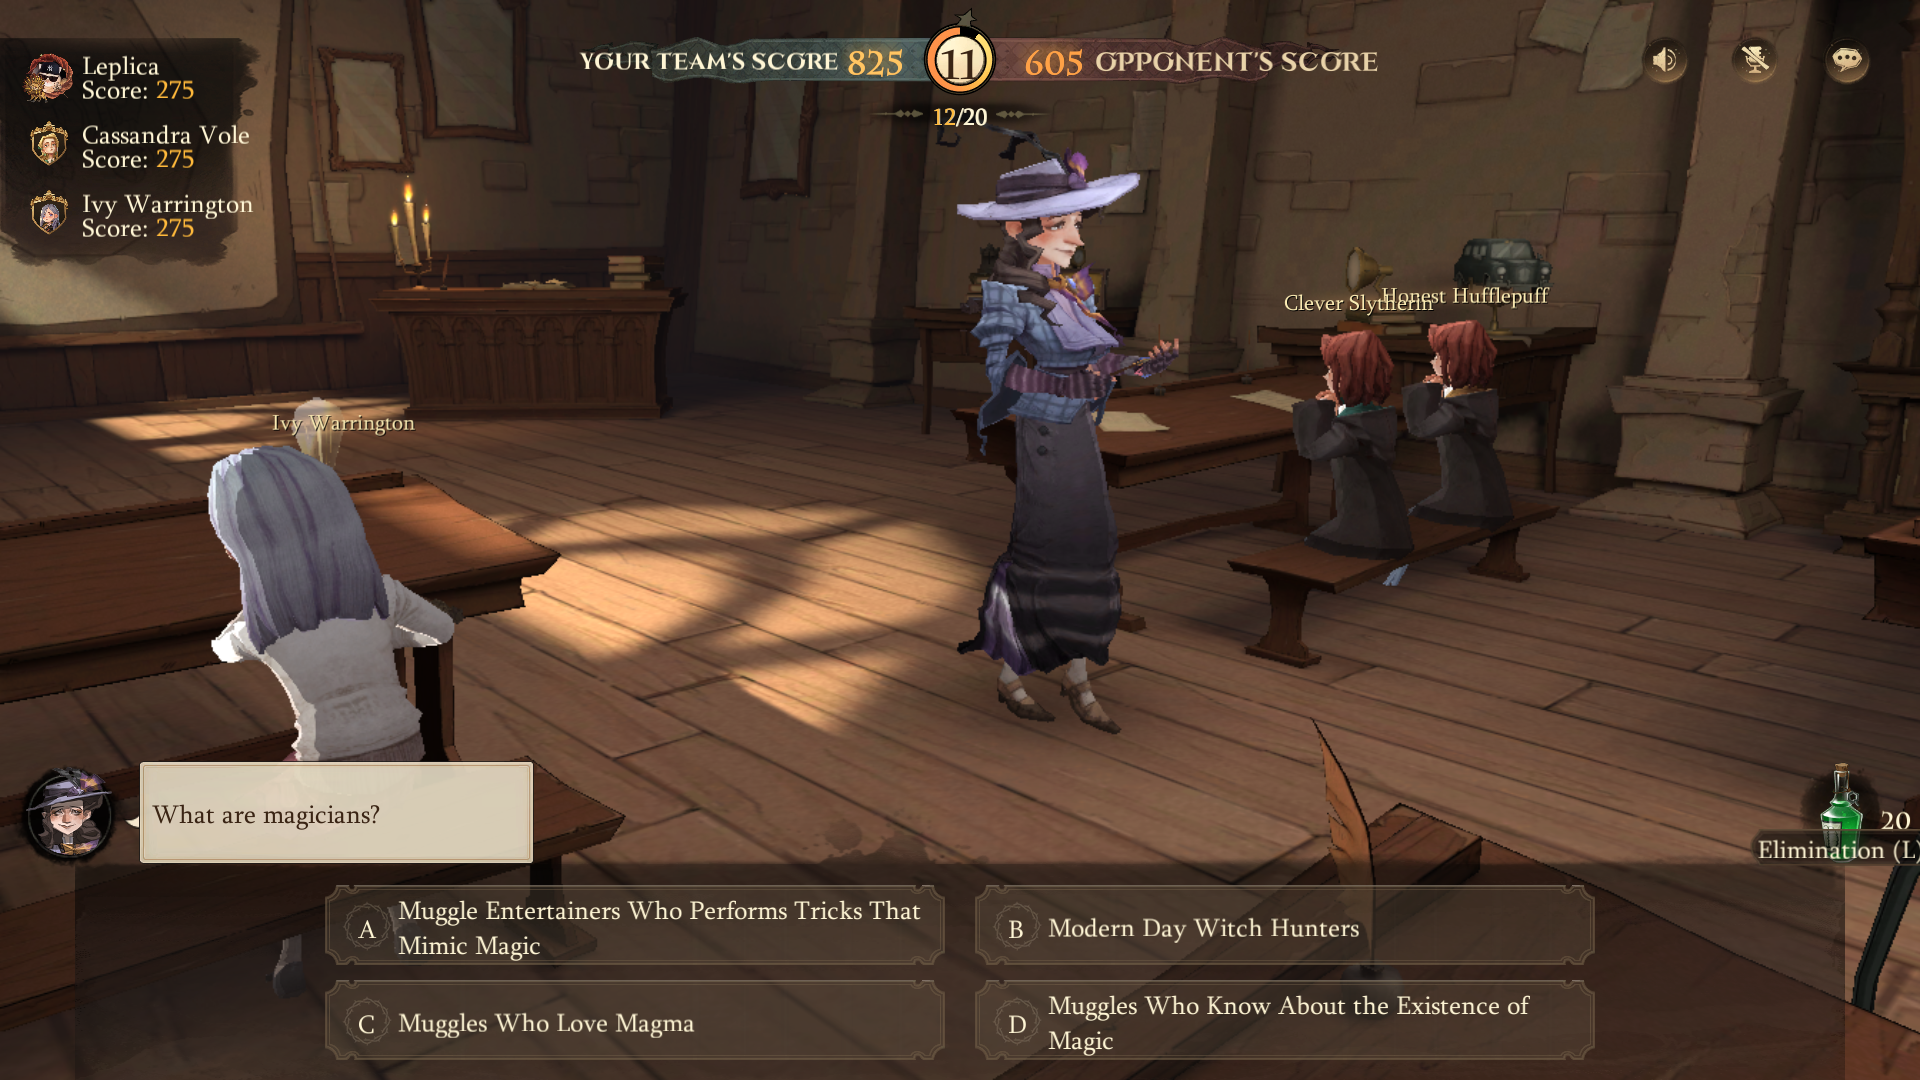 YOUR TEAM'S SCORE 825
11
605 OPPONENT'S SCORE
12/20
Leplica
Score: 275
Cassandra Vole
Score: 275
Ivy Warrington
Score: 275
Clever Slytherin
Honest Hufflepuff
Ivy Warrington
What are magicians?
20
Elimination (L)
A Muggle Entertainers Who Performs Tricks That
Mimic Magic
B Modern Day Witch Hunters
C Muggles Who Love Magma
D Muggles Who Know About the Existence of
Magic